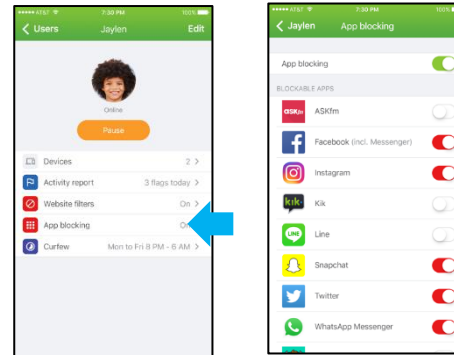 AT&T 7:30 PM 100%
Users Jaylen Edit
Online
Pause
Devices 2
Activity report 3 flags today
Website filters On
App blocking
Curfew Mon to Fri 8 PM - 6 AM
AT&T 7:30 PM 100%
Jaylen App blocking
App blocking
BLOCKABLE APPS
ASKfm ASKfm
Facebook (incl. Messenger)
Instagram
kik· Kik
LINE Line
Snapchat
Twitter
WhatsApp Messenger